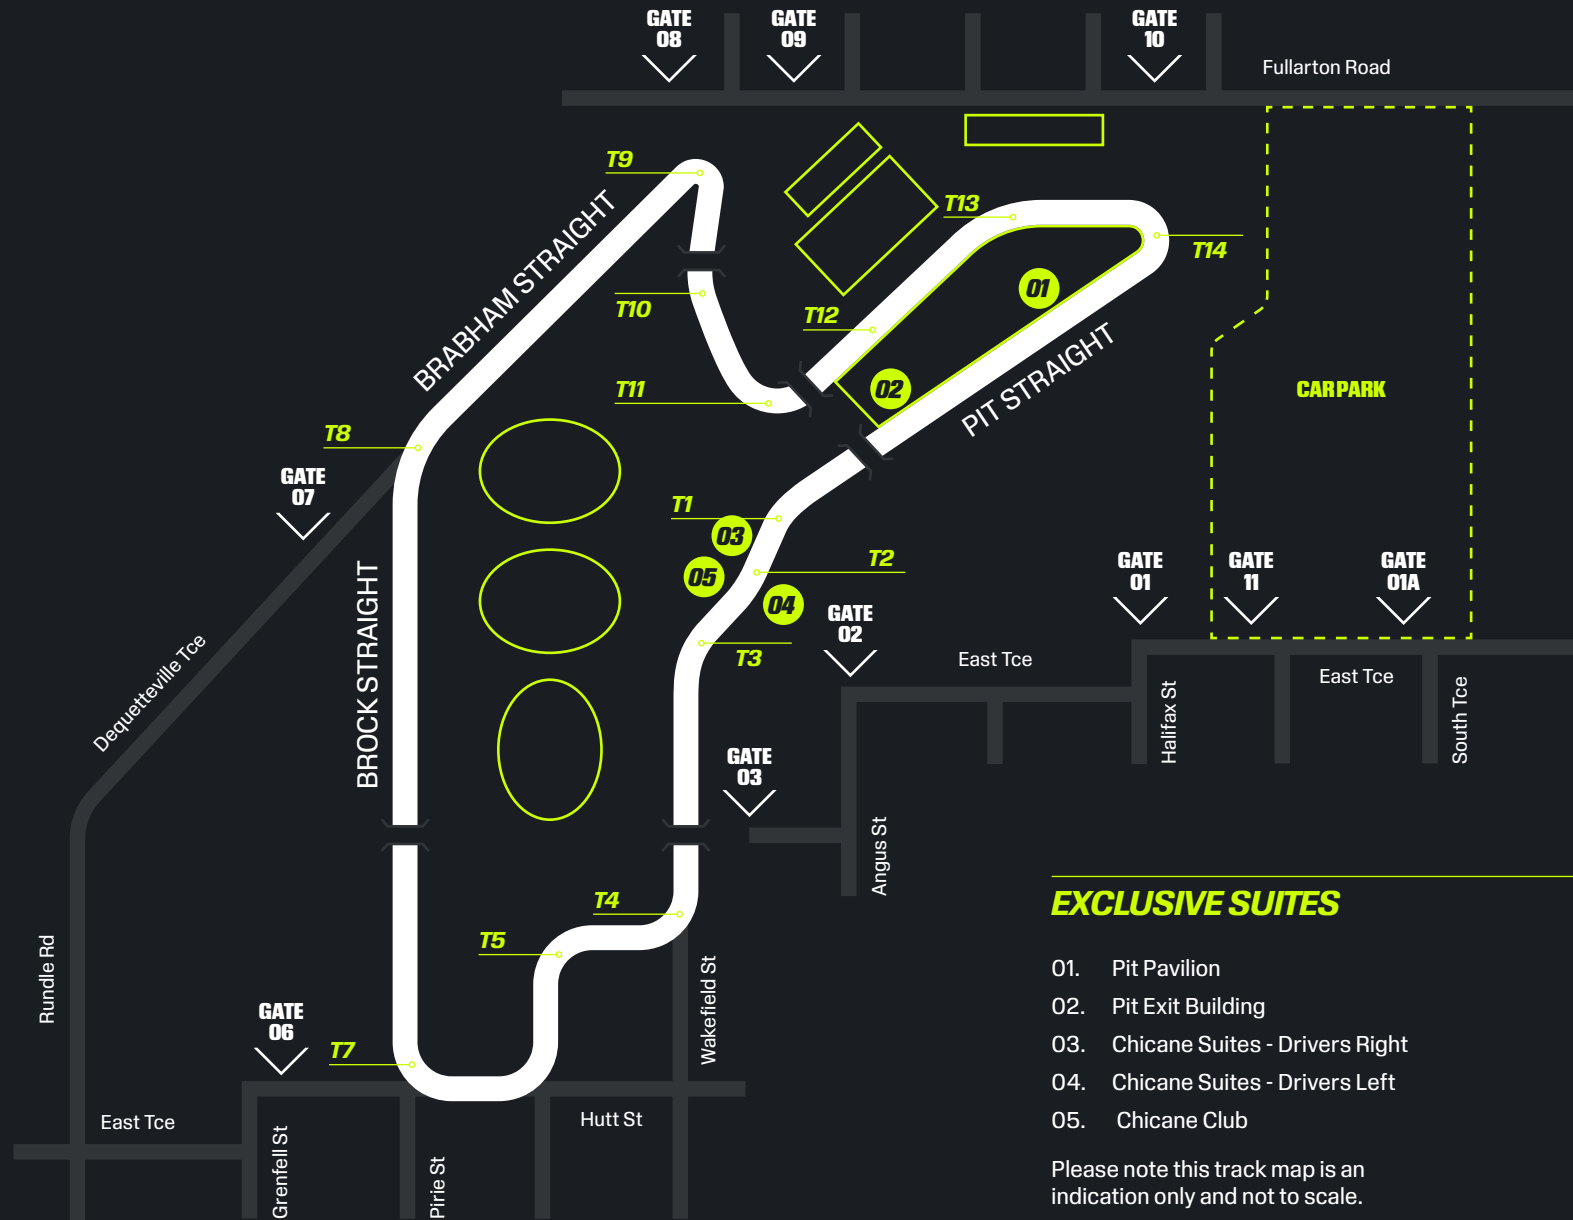 GATE
08
GATE
09
GATE
10
Fullarton Road
T9
BRABHAM STRAIGHT
T13
T14
T10
01
T12
T11
02
PIT STRAIGHT
CAR PARK
T8
GATE
07
T1
03
T2
05
04
GATE
01
GATE
11
GATE
01A
GATE
02
T3
BROCK STRAIGHT
Dequetteville Tce
East Tce
East Tce
Halifax St
South Tce
GATE
03
Angus St
T4
T5
Rundle Rd
Wakefield St
GATE
06
T7
East Tce
Hutt St
Grenfell St
Pirie St
EXCLUSIVE SUITES
01. Pit Pavilion
02. Pit Exit Building
03. Chicane Suites - Drivers Right
04. Chicane Suites - Drivers Left
05. Chicane Club
Please note this track map is an
indication only and not to scale.